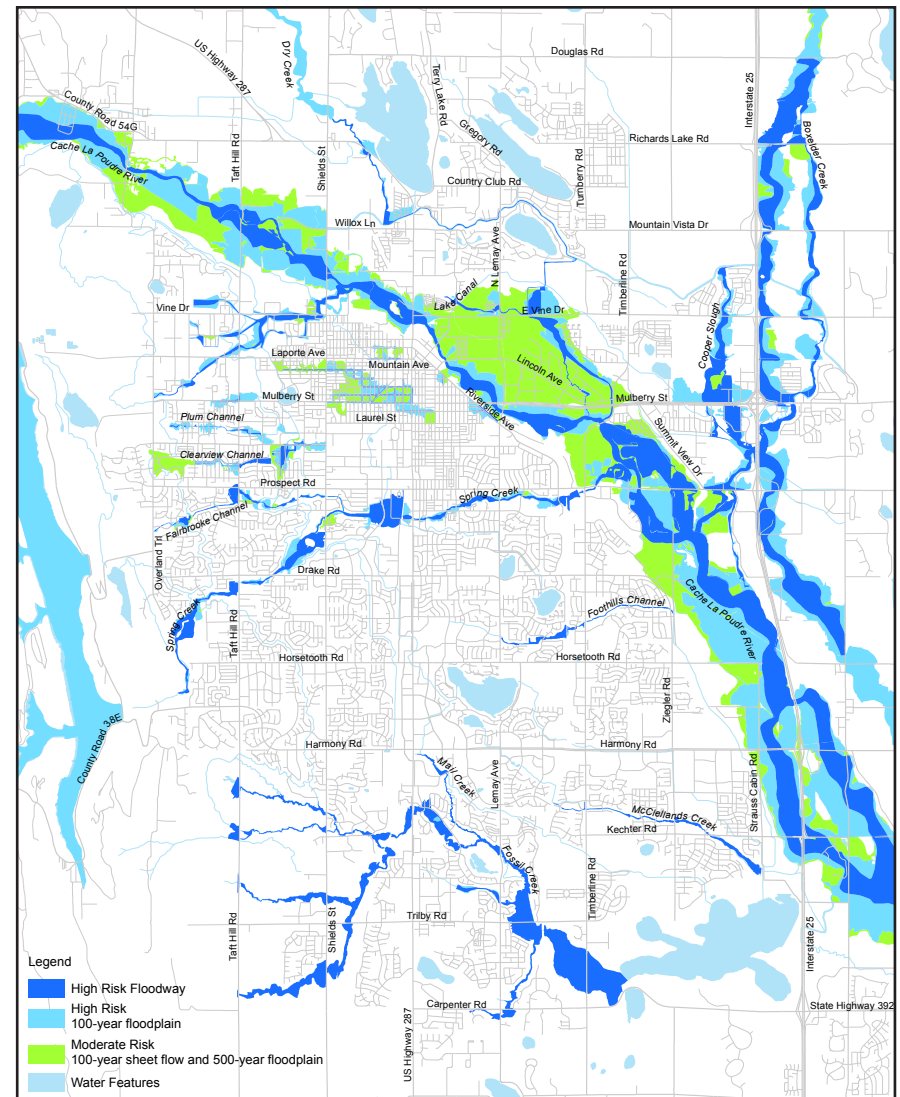 Douglas Rd
US Highway 287
Dry Creek
Terry Lake Rd
Gregory Rd
Interstate 25
County Road 54G
Richards Lake Rd
Boxelder Creek
Cache La Poudre River
Taft Hill Rd
Shields St
Country Club Rd
Turnberry Rd
Willox Ln
N Lemay Ave
Mountain Vista Dr
Timberline Rd
Lake Canal
Vine Dr
E Vine Dr
Cooper Slough
Laporte Ave
Mountain Ave
Lincoln Ave
Mulberry St
Mulberry St
Riverside Ave
Plum Channel
Laurel St
Summit View Dr
Clearview Channel
Prospect Rd
Spring Creek
Fairbrooke Channel
Overland Trl
Drake Rd
Spring Creek
Taft Hill Rd
Foothills Channel
Cache La Poudre River
Horsetooth Rd
Horsetooth Rd
Ziegler Rd
County Road 38E
Harmony Rd
Harmony Rd
Mail Creek
Lemay Ave
Strauss Cabin Rd
McClellands Creek
Kechter Rd
Fossil Creek
Timberline Rd
Taft Hill Rd
Shields St
Trilby Rd
Interstate 25
Carpenter Rd
State Highway 392
US Highway 287
Legend
High Risk Floodway
High Risk
100-year floodplain
Moderate Risk
100-year sheet flow and 500-year floodplain
Water Features